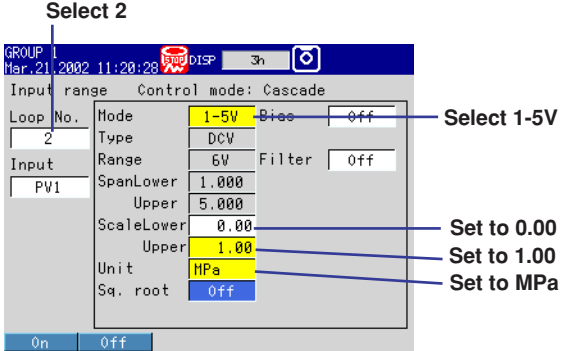 Select 2
GROUP 1
Mar.21.2002 11:20:28 STOP DISP 3h
Input range Control mode: Cascade
Loop No. Mode 1-5V Bias Off Select 1-5V
2 Type DCV
Input Range 6V Filter Off
PV1 SpanLower 1.000
Upper 5.000
ScaleLower 0.00 Set to 0.00
Upper 1.00 Set to 1.00
Unit MPa Set to MPa
Sq. root Off
On Off